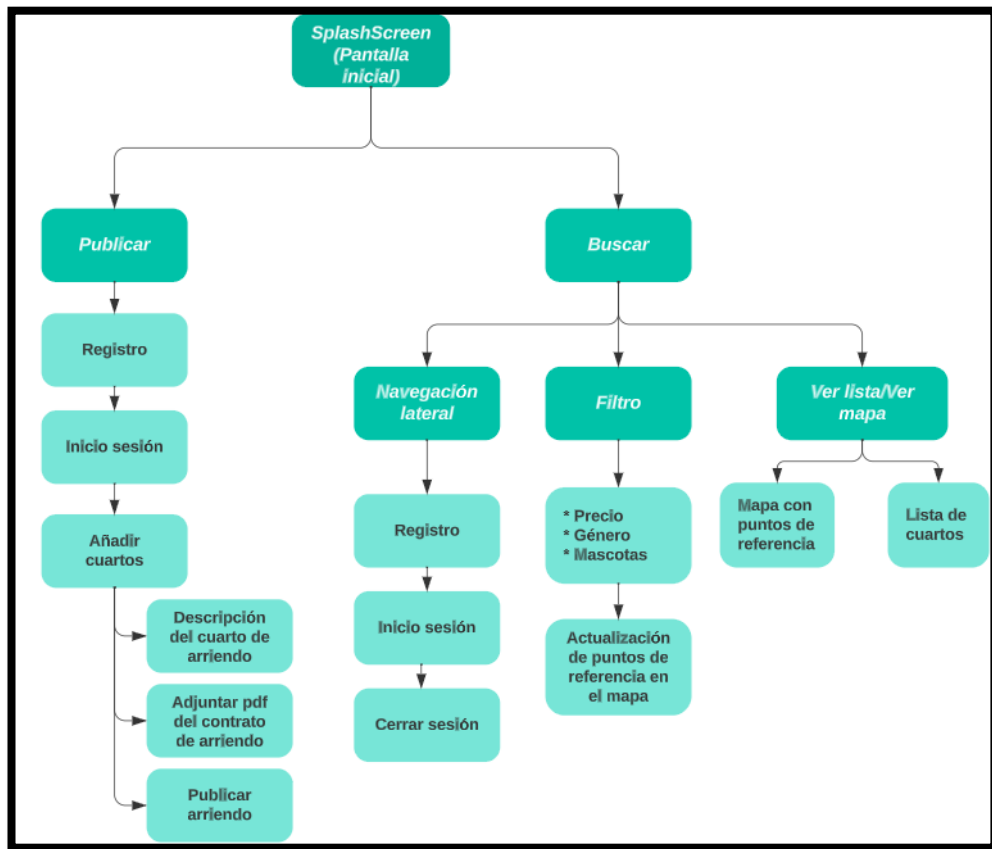 SplashScreen
(Pantalla
inicial)
Publicar
Buscar
Registro
Inicio sesión
Añadir
cuartos
Descripción
del cuarto de
arriendo
Adjuntar pdf
del contrato
de arriendo
Publicar
arriendo
Navegación
lateral
Registro
Inicio sesión
Cerrar sesión
Filtro
* Precio
* Género
* Mascotas
Actualización
de puntos de
referencia en
el mapa
Ver lista/Ver
mapa
Mapa con
puntos de
referencia
Lista de
cuartos